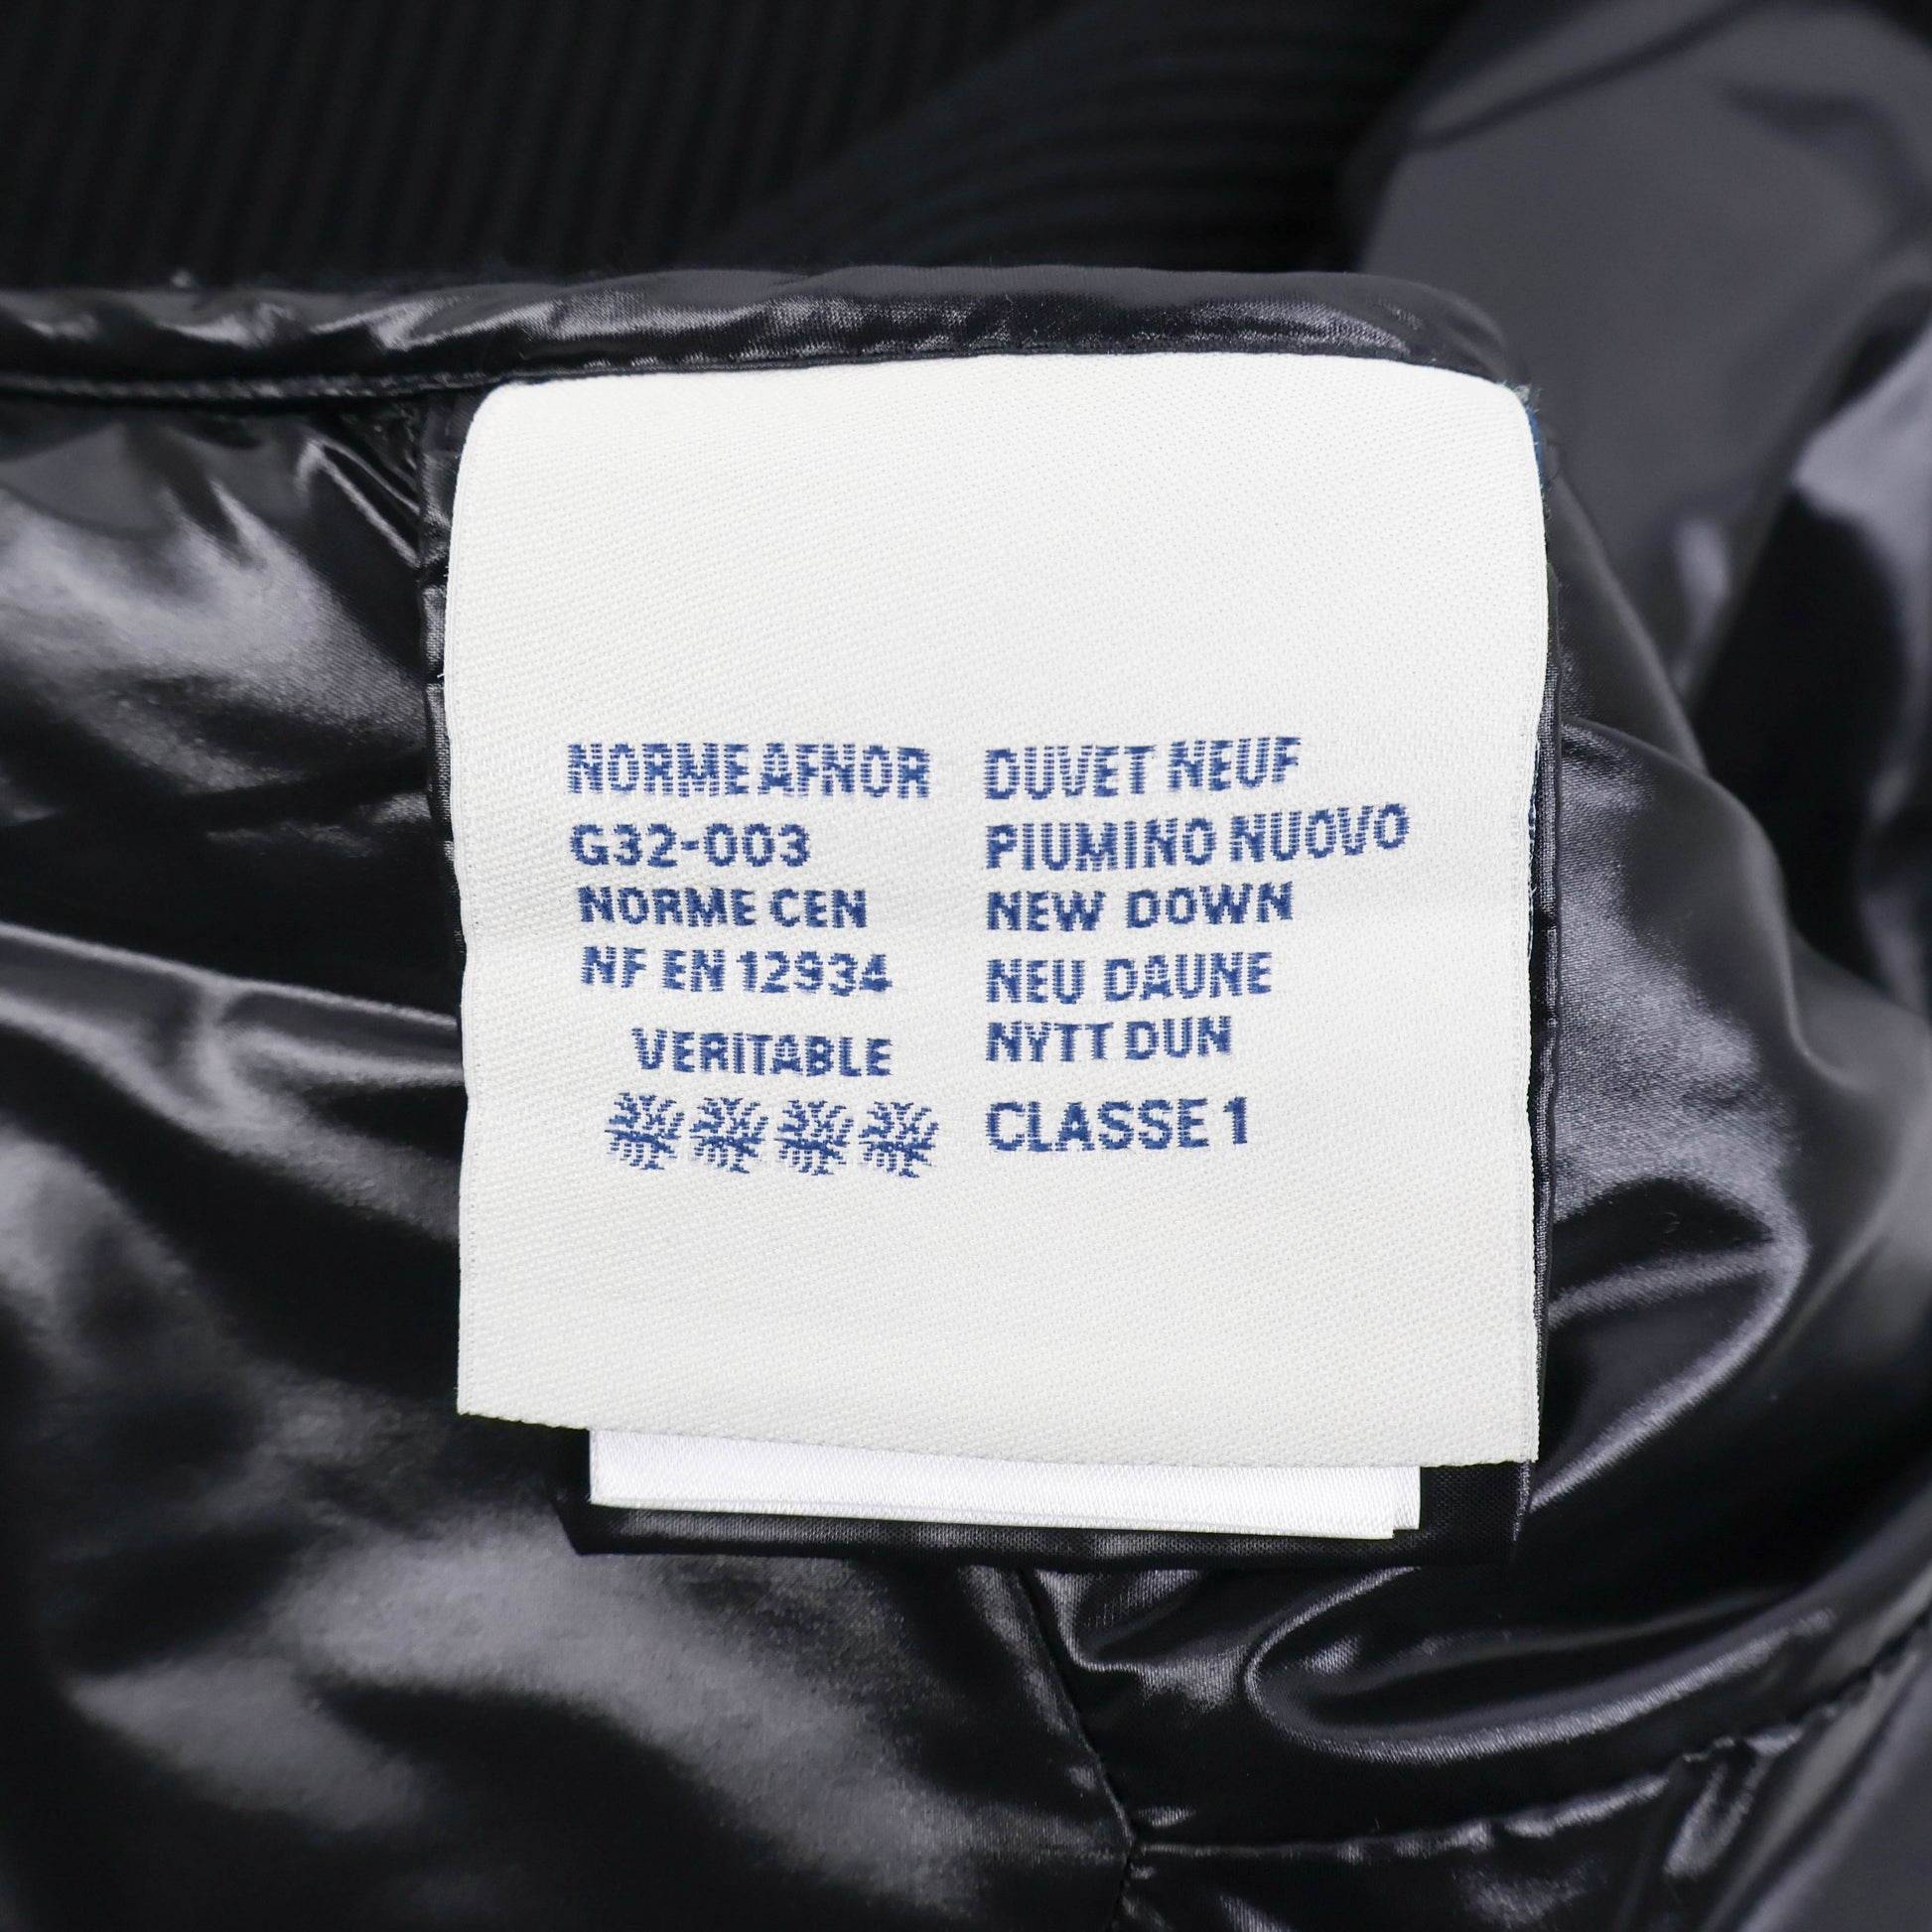 NORME AFNOR
G32-003
NORME CEN
NF EN 12934
VERITABLE
DUVET NEUF
PIUMINO NUOVO
NEW DOWN
NEU DAUNE
NYTT DUN
CLASSE 1